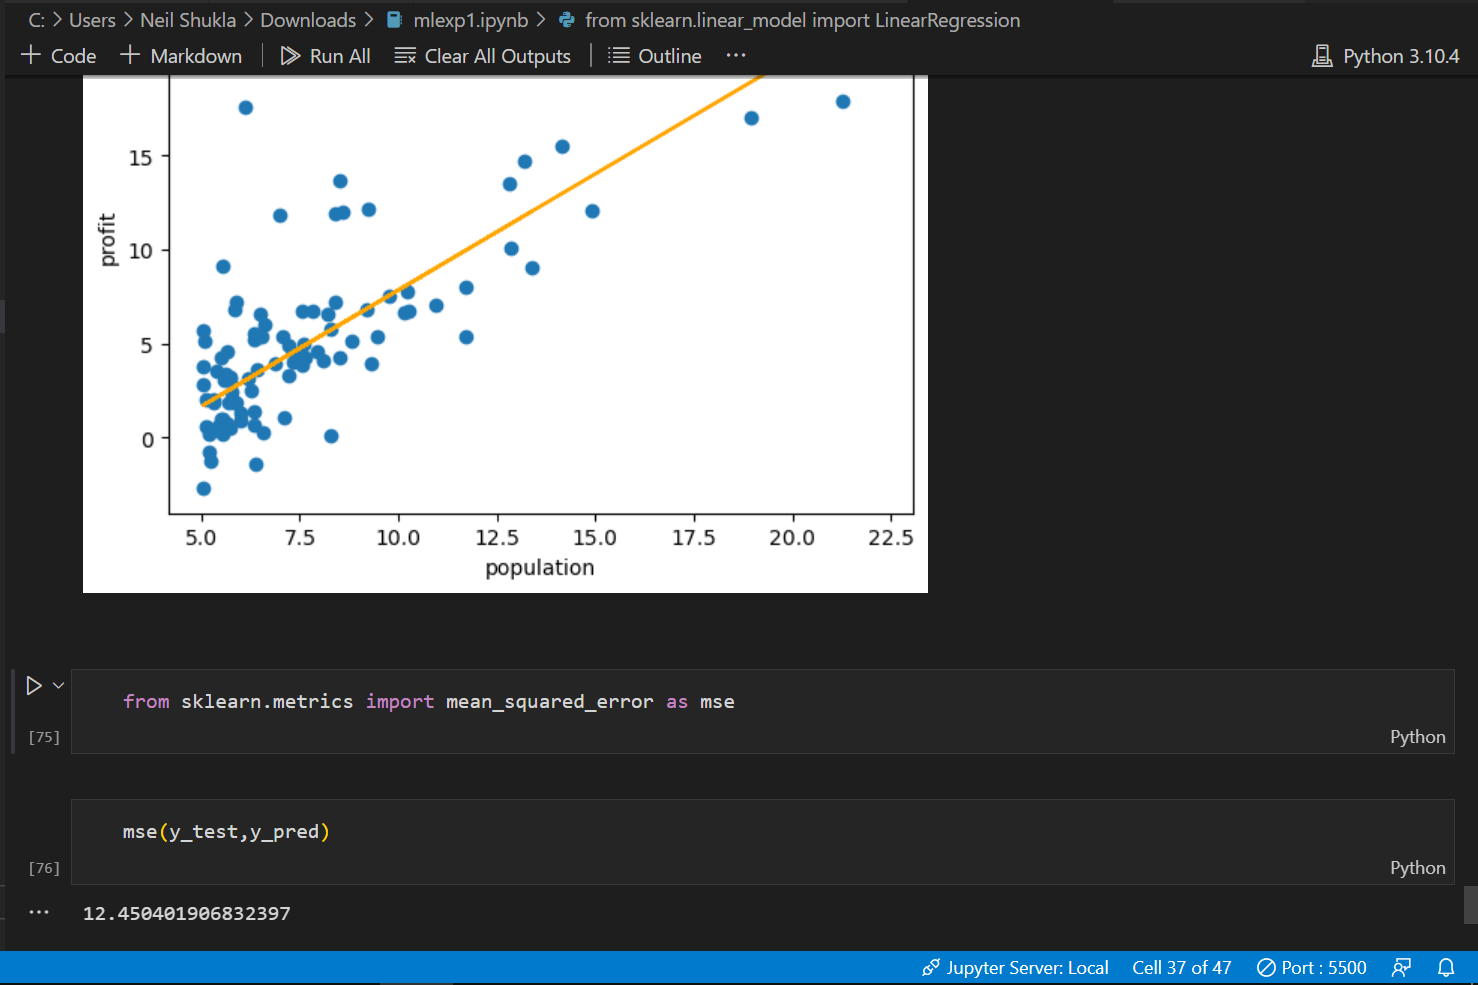 C: > Users > Neil Shukla > Downloads > mlexp1.ipynb > from sklearn.linear_model import LinearRegression
+ Code + Markdown | Run All Clear All Outputs | Outline ··· Python 3.10.4
15
10
5
0
profit
5.0 7.5 10.0 12.5 15.0 17.5 20.0 22.5
population
from sklearn.metrics import mean_squared_error as mse
[75] Python
mse(y_test,y_pred)
[76] Python
··· 12.450401906832397
Jupyter Server: Local Cell 37 of 47 Port : 5500